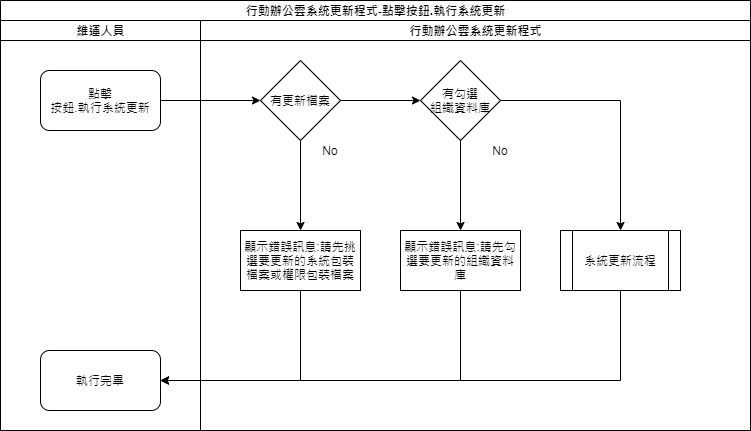 行動辦公雲系統更新程式-點擊按鈕.執行系統更新
維運人員
行動辦公雲系統更新程式
點擊
按鈕.執行系統更新
有更新檔案
有勾選
組織資料庫
No
No
顯示錯誤訊息:請先挑
選要更新的系統包裝
檔案或權限包裝檔案
顯示錯誤訊息:請先勾
選要更新的組織資料
庫
系統更新流程
執行完畢